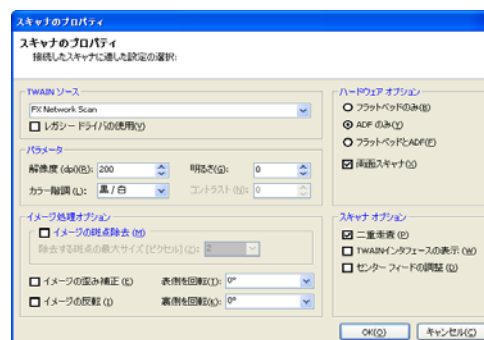 スキャナのプロパティ
スキャナのプロパティ
接続したスキャナに適した設定の選択:
TWAIN ソース
FX Network Scan
レガシー ドライバの使用(V)
パラメータ
解像度 (dpi)(R): 200
明るさ(G): 0
カラー階調 (L): 黒 / 白
コントラスト (N): 0
イメージ処理オプション
イメージの斑点除去 (M)
除去する斑点の最大サイズ [ピクセル] (Z): 2
イメージの歪み補正 (E)
表側を回転(T): 0°
イメージの反転 (I)
裏側を回転(K): 0°
ハードウェア オプション
フラットベッドのみ(B)
ADF のみ(Y)
フラットベッドとADF(F)
両面スキャナ(X)
スキャナ オプション
二重走査 (P)
TWAINインタフェースの表示: (W)
センター フィードの調整 (D)
OK(O)
キャンセル(C)